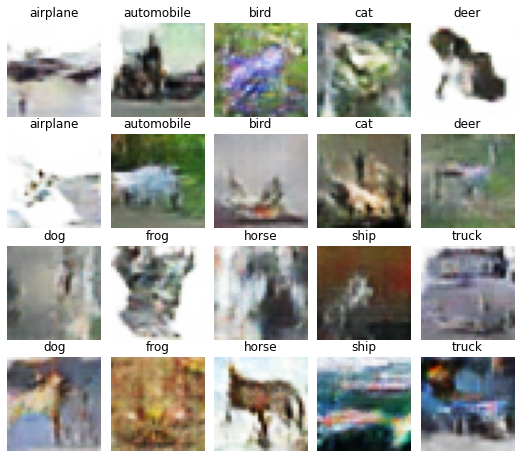 airplane automobile bird cat deer
airplane automobile bird cat deer
dog frog horse ship truck
dog frog horse ship truck